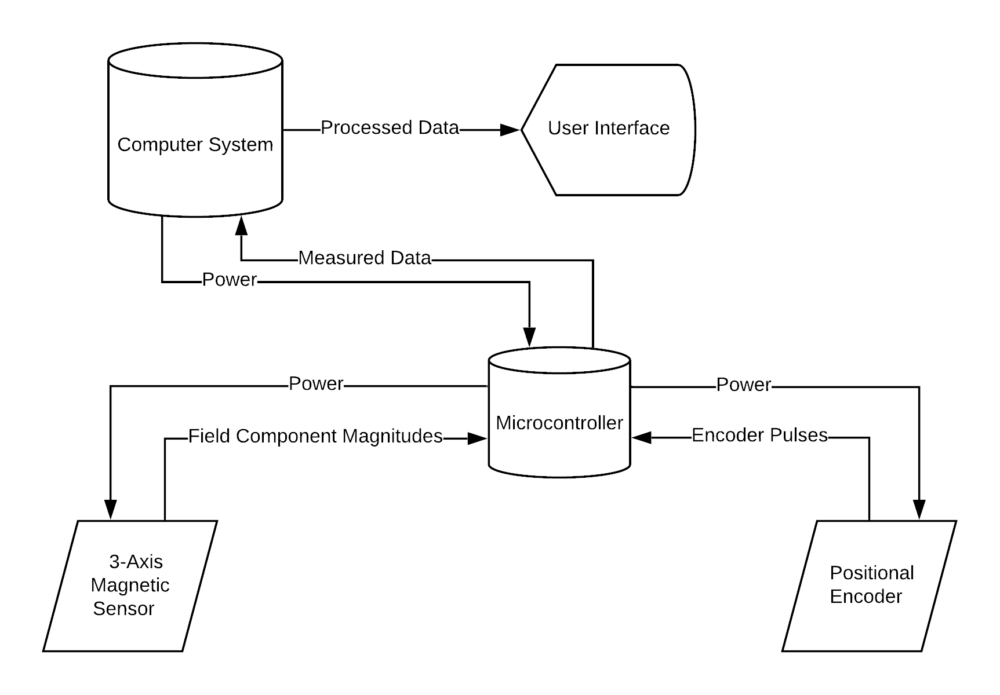 Computer System
Processed Data
User Interface
Measured Data
Power
Power
Power
Microcontroller
Field Component Magnitudes
Encoder Pulses
3-Axis
Magnetic
Sensor
Positional
Encoder